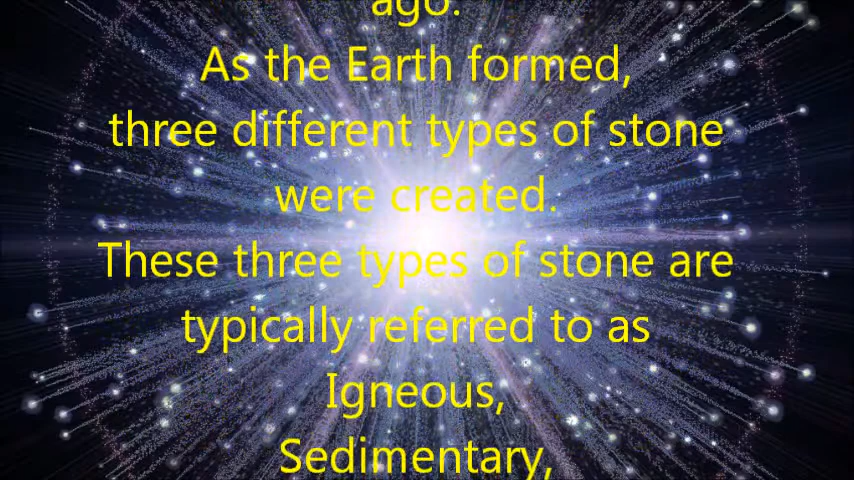 ago.
As the Earth formed,
three different types of stone
were created.
These three types of stone are
typically referred to as
Igneous,
Sedimentary,